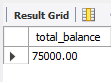 Result Grid
total_balance
75000.00